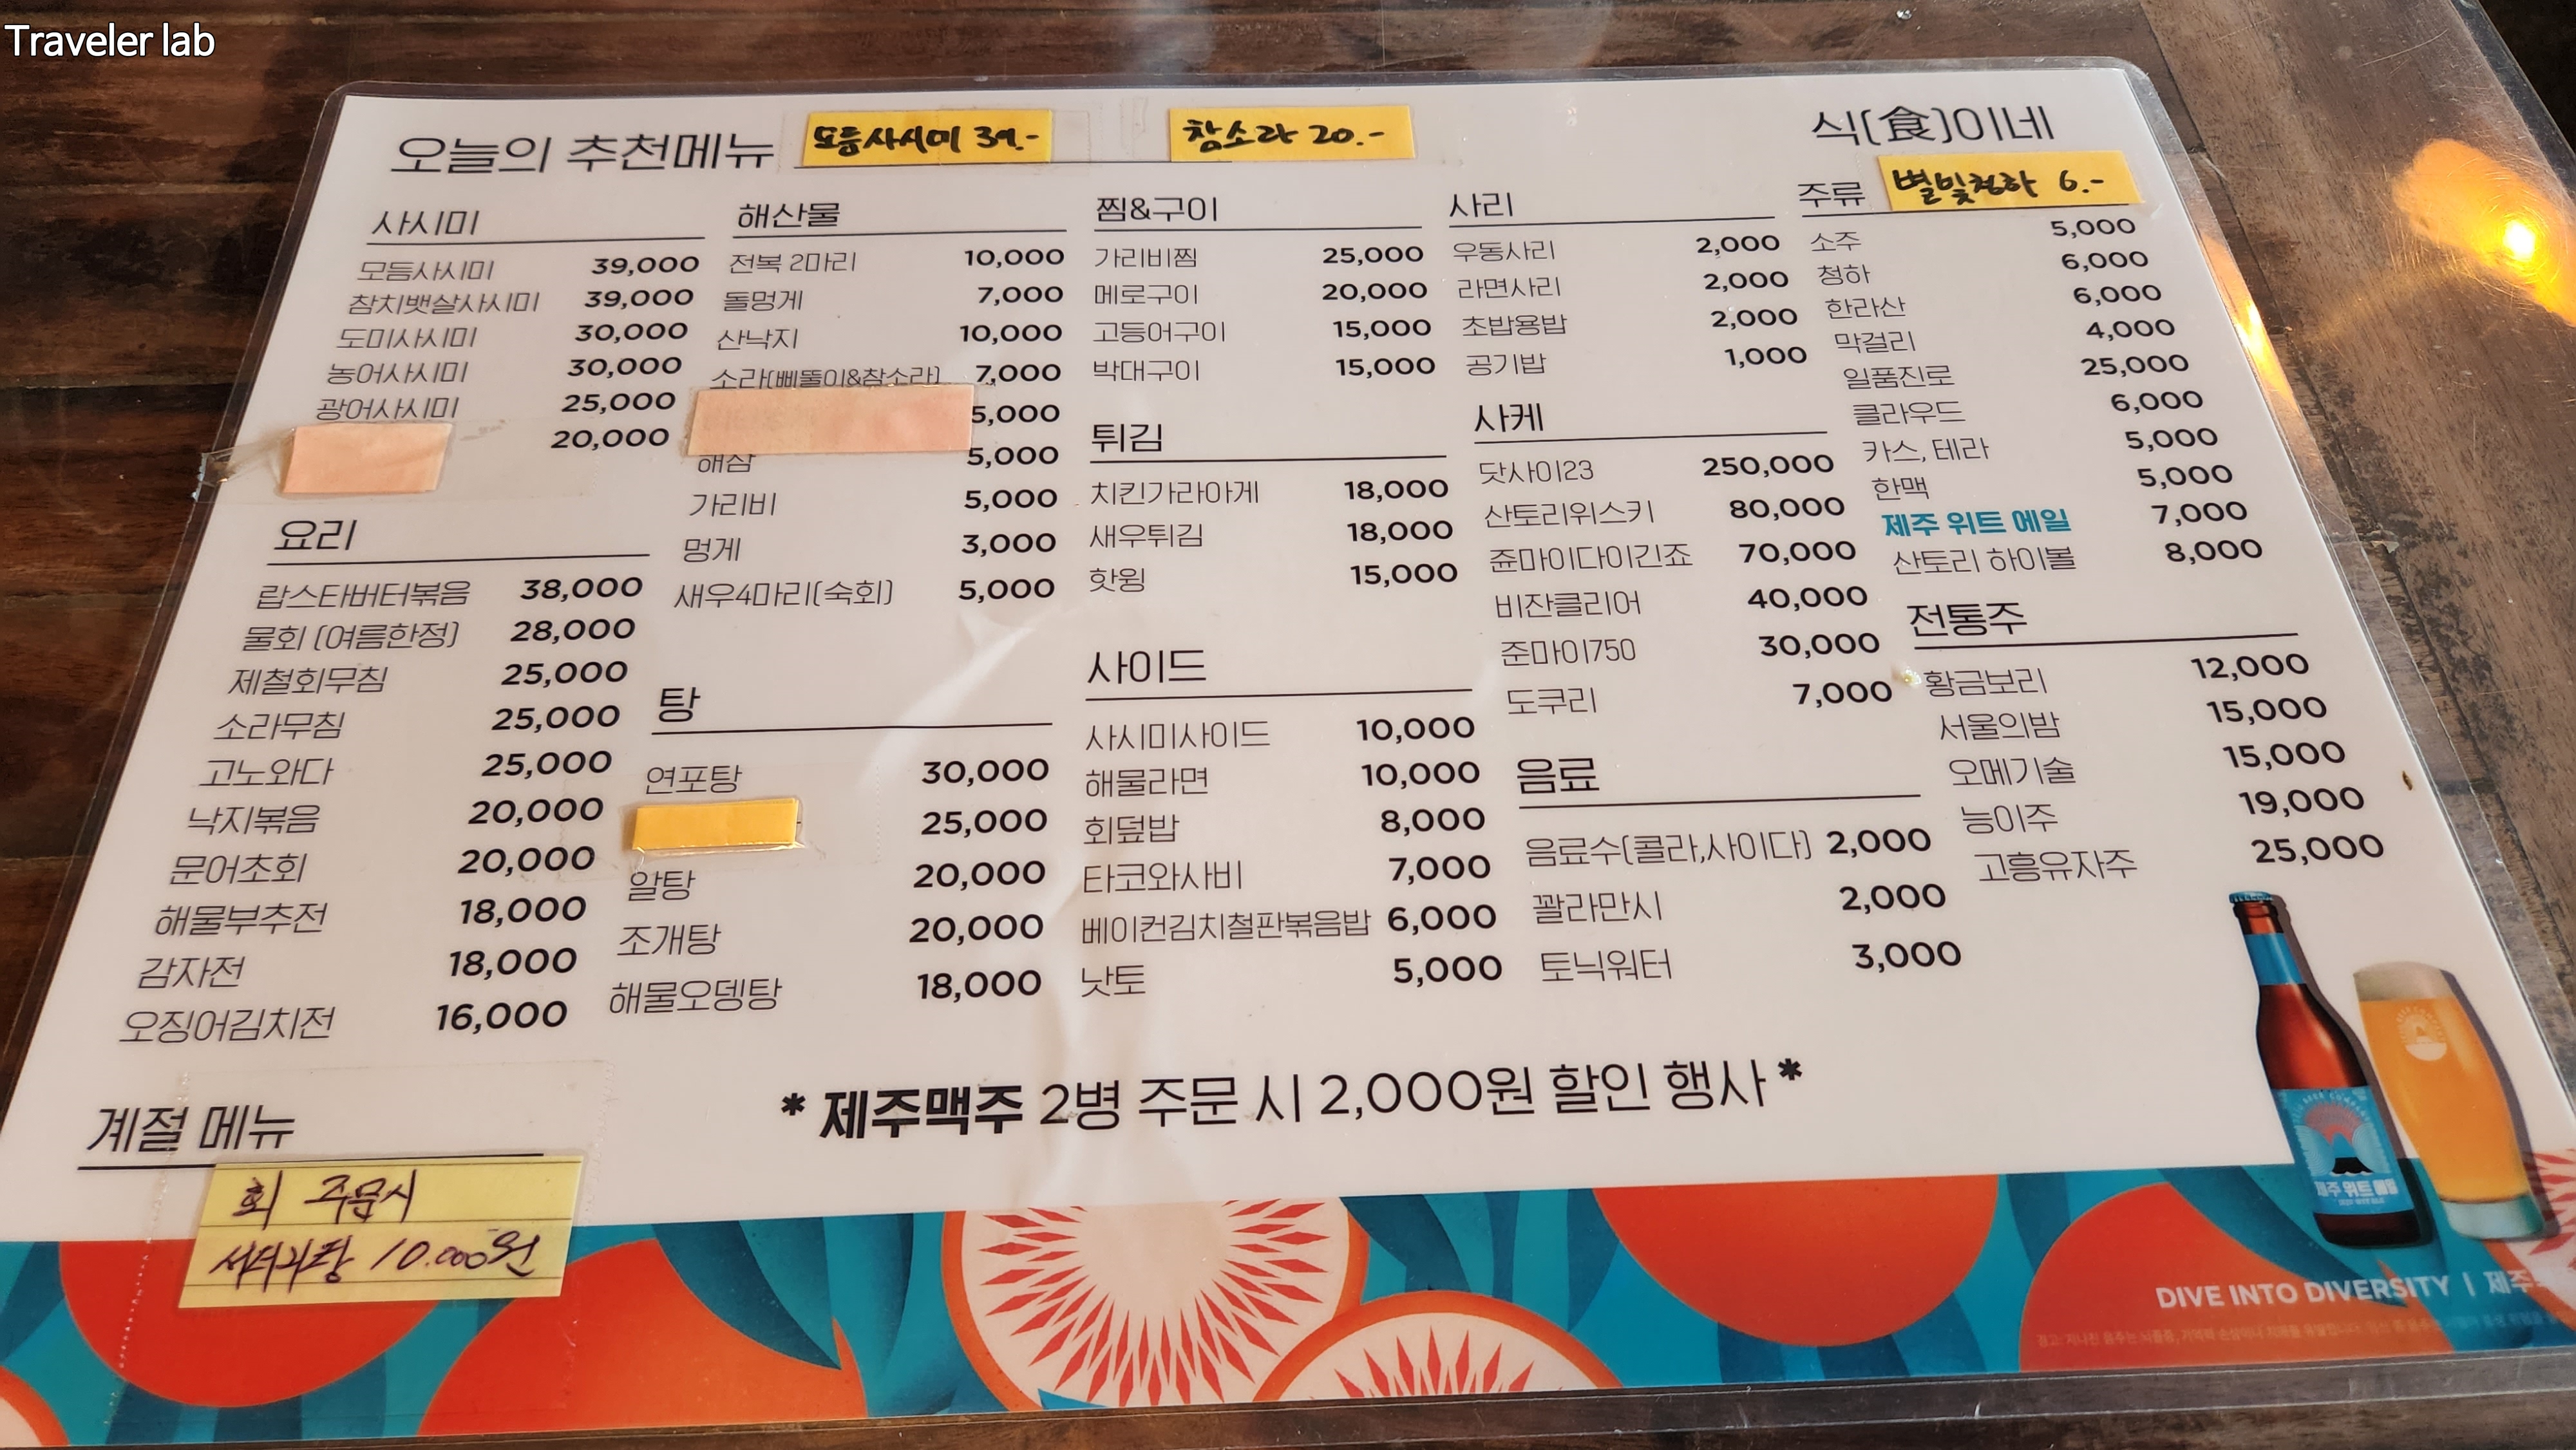 Traveler lab
오늘의 추천메뉴 모듬사시미 39.- 참소라 20.-
식(食)이네
사시미
모듬사시미 39,000
참치뱃살사시미 39,000
도미사시미 30,000
농어사시미 30,000
광어사시미 25,000
20,000
요리
랍스타버터볶음 38,000
물회 (여름한정) 28,000
제철회무침 25,000
소라무침 25,000
고노와다 25,000
낙지볶음 20,000
문어초회 20,000
해물부추전 18,000
감자전 18,000
오징어김치전 16,000
해산물
전복 2마리 10,000
돌멍게 7,000
산낙지 10,000
소라(삐뚤이&참소라) 7,000
5,000
해삼 5,000
가리비 5,000
멍게 3,000
새우4마리(숙회) 5,000
탕
연포탕 30,000
25,000
알탕 20,000
조개탕 20,000
해물오뎅탕 18,000
찜&구이
가리비찜 25,000
메로구이 20,000
고등어구이 15,000
박대구이 15,000
튀김
치킨가라아게 18,000
새우튀김 18,000
핫윙 15,000
사이드
사시미사이드 10,000
해물라면 10,000
회덮밥 8,000
타코와사비 7,000
베이컨김치철판볶음밥 6,000
낫토 5,000
사리
우동사리 2,000
라면사리 2,000
초밥용밥 2,000
공기밥 1,000
사케
닷사이23 250,000
산토리위스키 80,000
쥰마이다이긴죠 70,000
비잔클리어 40,000
준마이750 30,000
도쿠리 7,000
음료
음료수(콜라,사이다) 2,000
꽐라만시 2,000
토닉워터 3,000
주류 별빛청하 6.-
소주 5,000
청하 6,000
한라산 6,000
막걸리 4,000
일품진로 25,000
클라우드 6,000
카스, 테라 5,000
한맥 5,000
제주 위트 에일 7,000
산토리 하이볼 8,000
전통주
황금보리 12,000
서울의밤 15,000
오메기술 15,000
능이주 19,000
고흥유자주 25,000
* 제주맥주 2병 주문 시 2,000원 할인 행사 *
계절 메뉴
회 주문시
서더리탕 10.000원
제주 위트 에일
DIVE INTO DIVERSITY | 제주